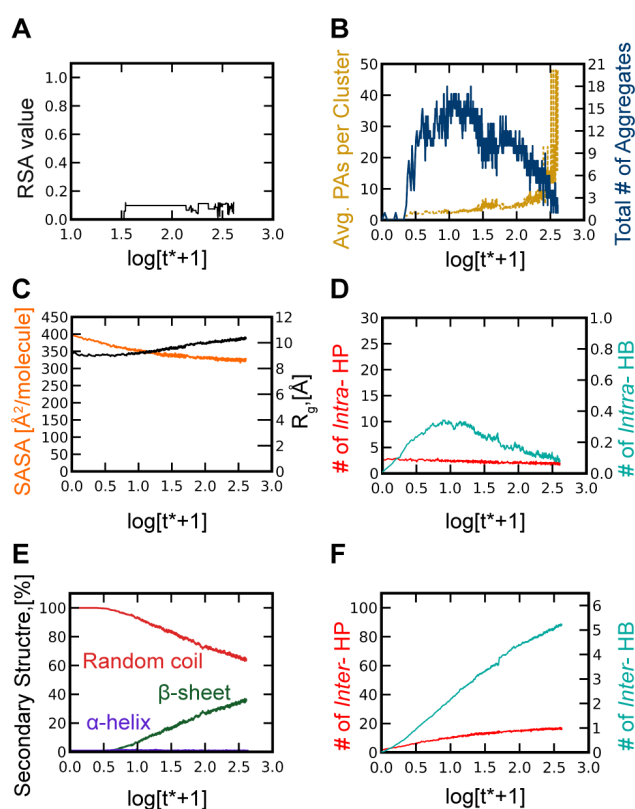 A
RSA value
1.0
0.8
0.6
0.4
0.2
0.0
1.0 1.5 2.0 2.5 3.0
log[t*+1]
B
Avg. PAs per Cluster
50
40
30
20
10
0
21
18
15
12
9
6
3
0
Total # of Aggregates
0.0 0.5 1.0 1.5 2.0 2.5 3.0
log[t*+1]
C
SASA [Å²/molecule]
450
400
350
300
250
200
150
100
50
0
12
10
8
6
4
2
0
Rg,[Å]
0.0 0.5 1.0 1.5 2.0 2.5 3.0
log[t*+1]
D
# of Intra- HP
30
25
20
15
10
5
0
1.0
0.8
0.6
0.4
0.2
0.0
# of Intrra- HB
0.0 0.5 1.0 1.5 2.0 2.5 3.0
log[t*+1]
E
Secondary Structre,[%]
100
80
60
40
20
0
Random coil
β-sheet
α-helix
0.0 0.5 1.0 1.5 2.0 2.5 3.0
log[t*+1]
F
# of Inter- HP
100
80
60
40
20
0
6
5
4
3
2
1
0
# of Inter- HB
0.0 0.5 1.0 1.5 2.0 2.5 3.0
log[t*+1]